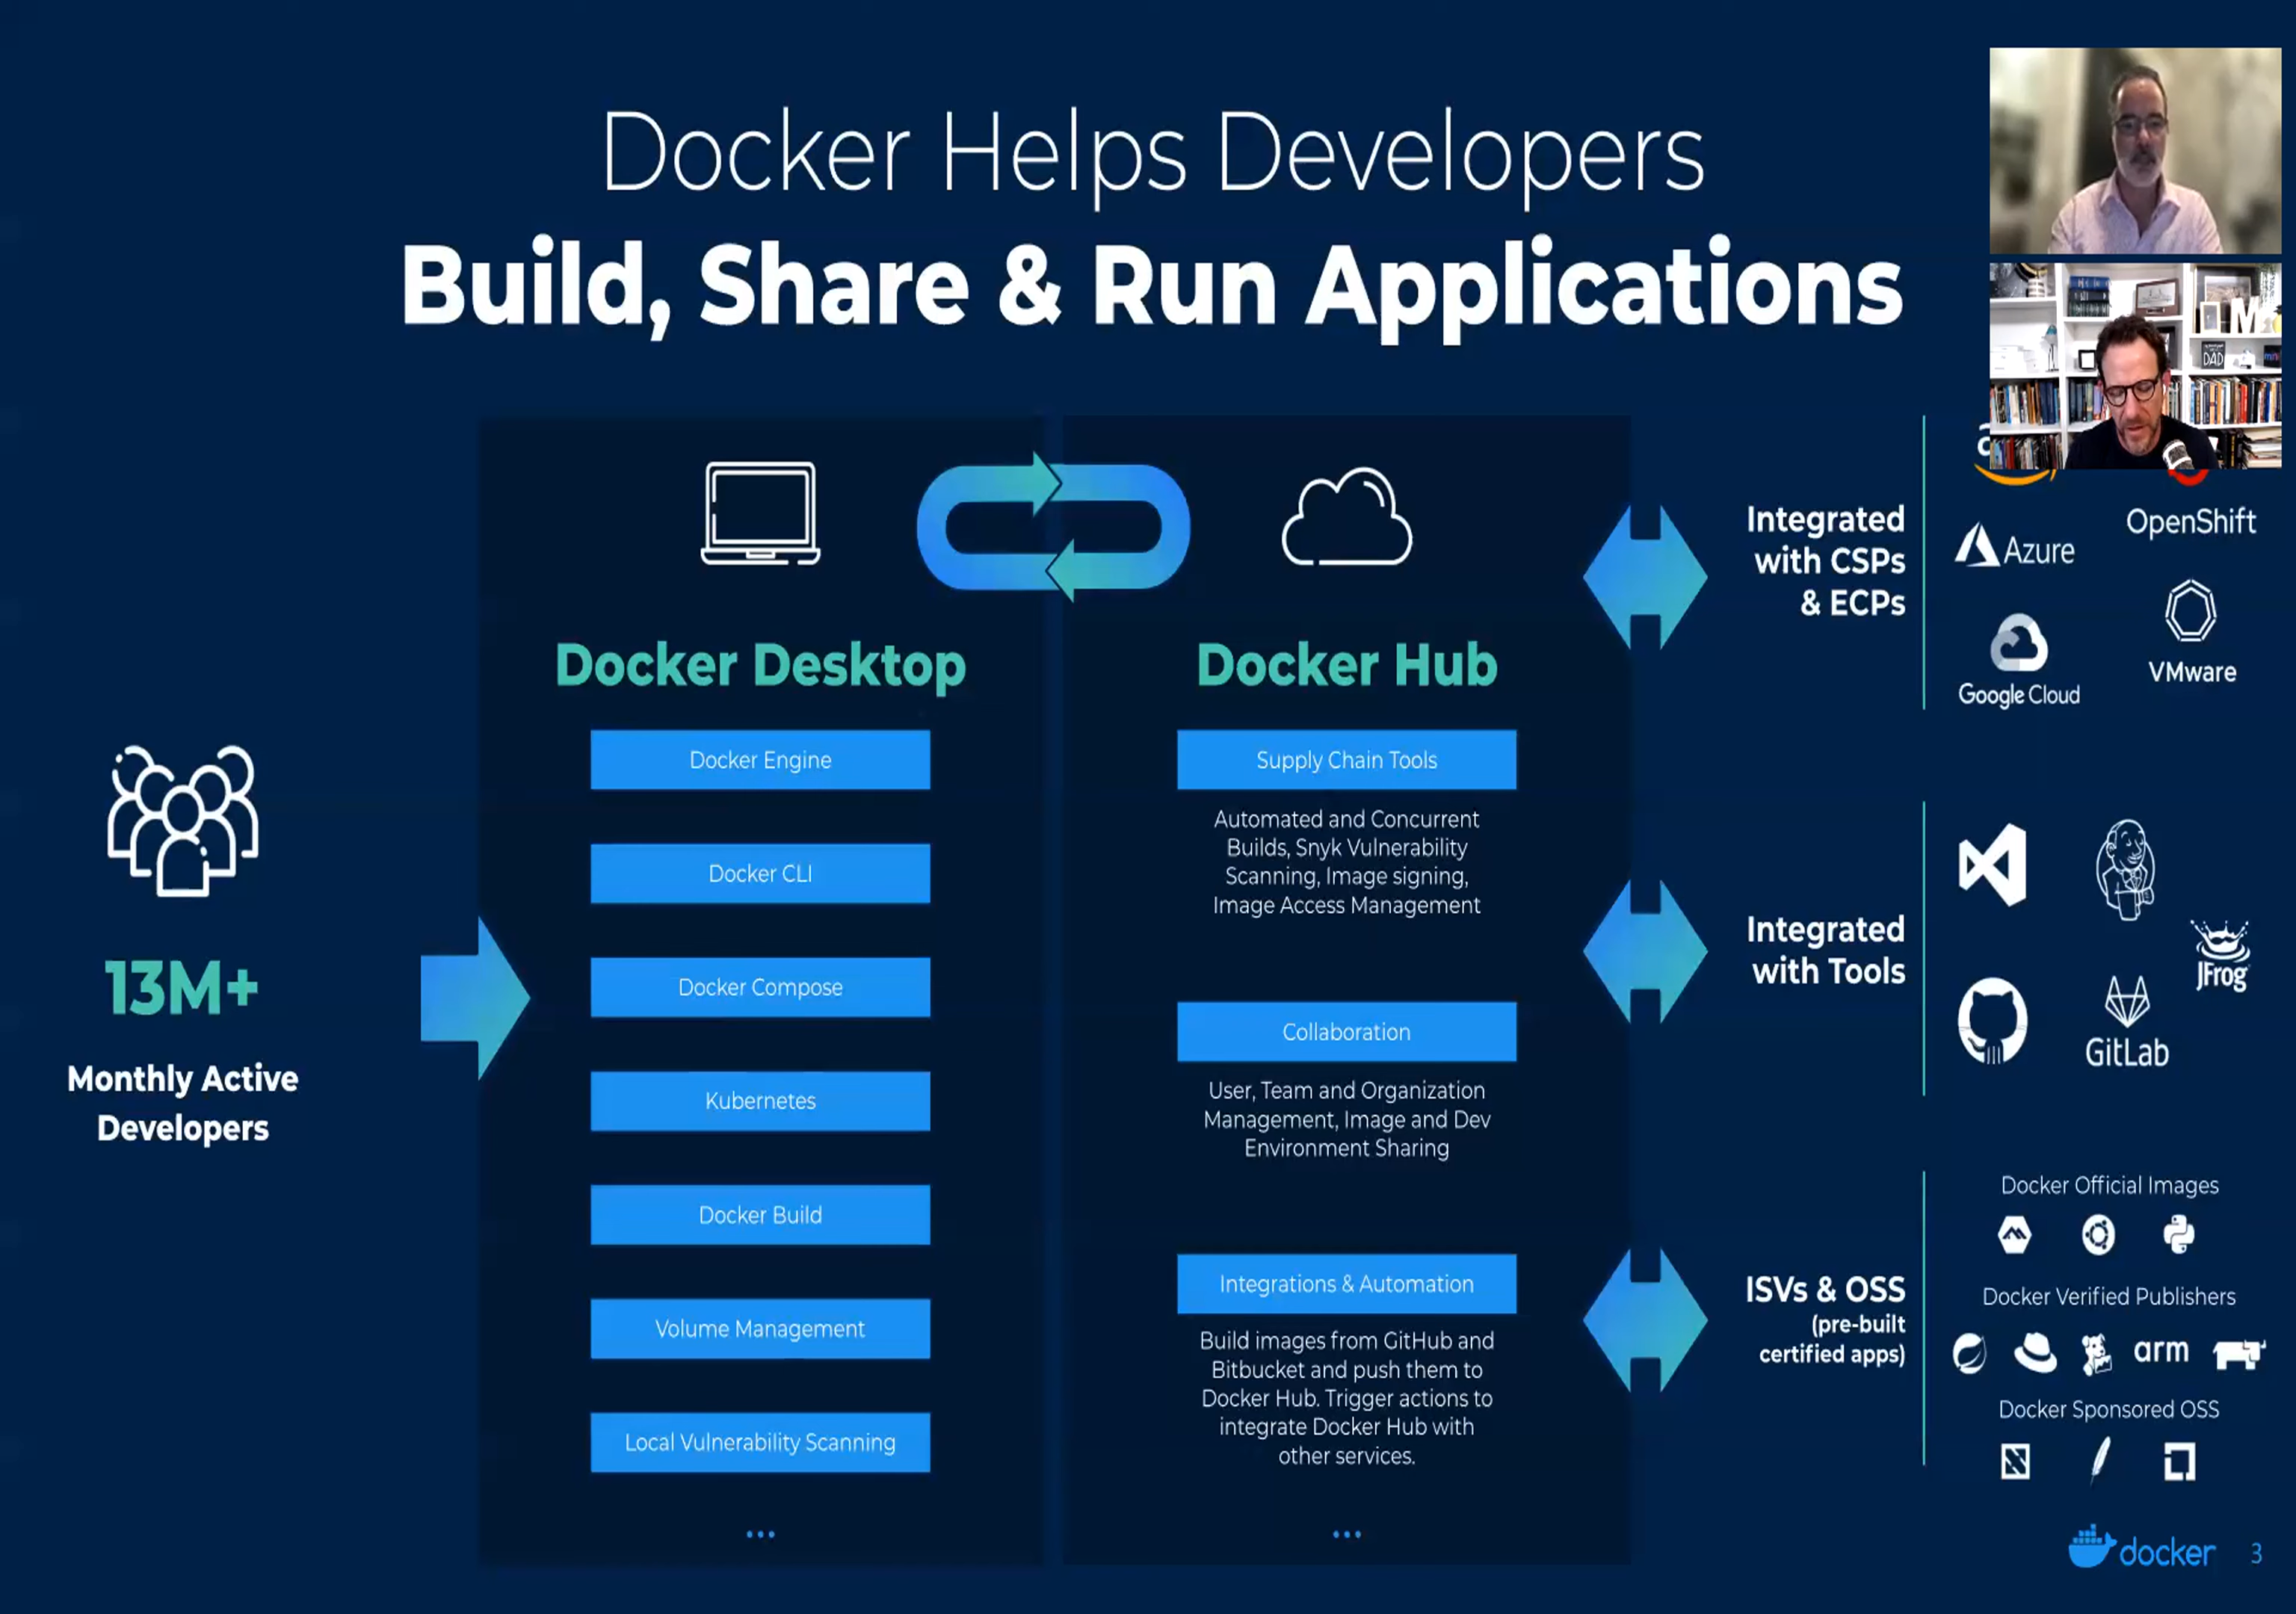 Docker Helps Developers
Build, Share & Run Applications
13M+
Monthly Active
Developers
Docker Desktop
Docker Engine
Docker CLI
Docker Compose
Kubernetes
Docker Build
Volume Management
Local Vulnerability Scanning
...
Docker Hub
Supply Chain Tools
Automated and Concurrent
Builds, Snyk Vulnerability
Scanning, Image signing,
Image Access Management
Collaboration
User, Team and Organization
Management, Image and Dev
Environment Sharing
Integrations & Automation
Build images from GitHub and
Bitbucket and push them to
Docker Hub. Trigger actions to
integrate Docker Hub with
other services.
...
Integrated
with CSPs
& ECPs
a
OpenShift
Azure
VMware
Google Cloud
Integrated
with Tools
JFrog
GitLab
ISVs & OSS
(pre-built
certified apps)
Docker Official Images
Docker Verified Publishers
arm
Docker Sponsored OSS
docker 3
M
DAD